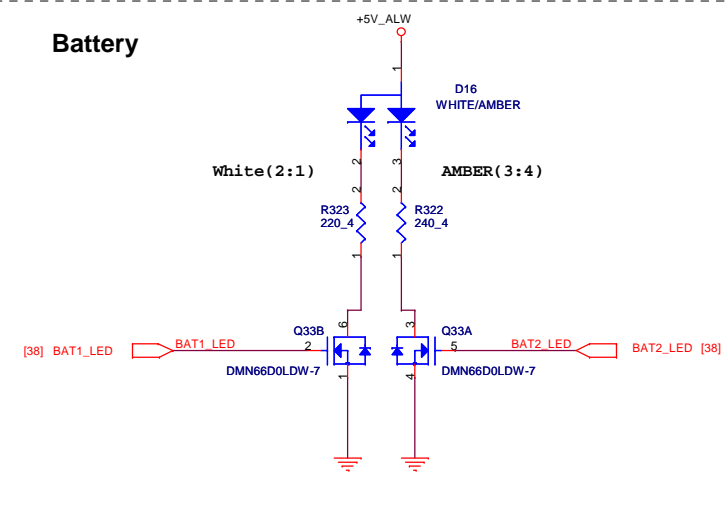 +5V_ALW
Battery
1
D16
WHITE/AMBER
2
3
White(2:1)
AMBER(3:4)
2
2
R323
220_4
R322
240_4
1
1
6
3
Q33B
Q33A
[38] BAT1_LED
BAT1_LED
2
5
BAT2_LED
BAT2_LED [38]
DMN66D0LDW-7
DMN66D0LDW-7
1
4